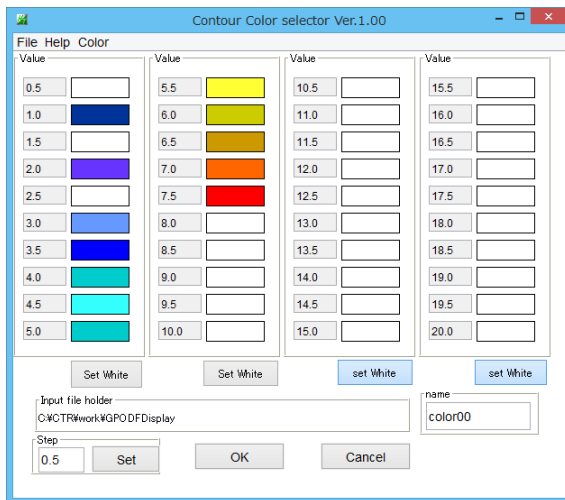 Contour Color selector Ver.1.00
File Help Color
Value Value Value Value
0.5 5.5 10.5 15.5
1.0 6.0 11.0 16.0
1.5 6.5 11.5 16.5
2.0 7.0 12.0 17.0
2.5 7.5 12.5 17.5
3.0 8.0 13.0 18.0
3.5 8.5 13.5 18.5
4.0 9.0 14.0 19.0
4.5 9.5 14.5 19.5
5.0 10.0 15.0 20.0
Set White Set White set White set White
Input file holder name
C:¥CTR¥work¥GPODFDisplay color00
Step
0.5 Set OK Cancel